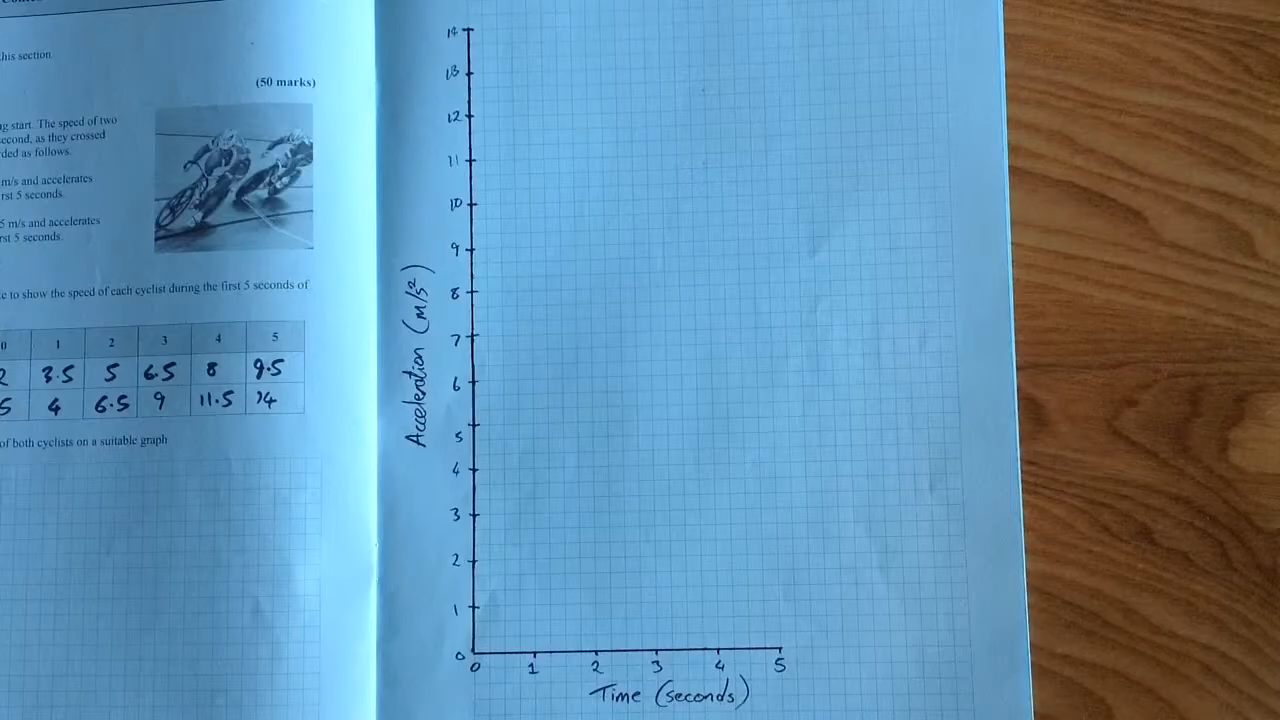 his section.
(50 marks)
g start. The speed of two
econd, as they crossed
ded as follows.
m/s and accelerates
rst 5 seconds.
5 m/s and accelerates
rst 5 seconds.
e to show the speed of each cyclist during the first 5 seconds of
0 1 2 3 4 5
2 3.5 5 6.5 8 9.5
5 4 6.5 9 11.5 14
of both cyclists on a suitable graph
14
13
12
11
10
9
8
7
6
5
4
3
2
1
0
Acceleration (m/s²)
0 1 2 3 4 5
Time (seconds)